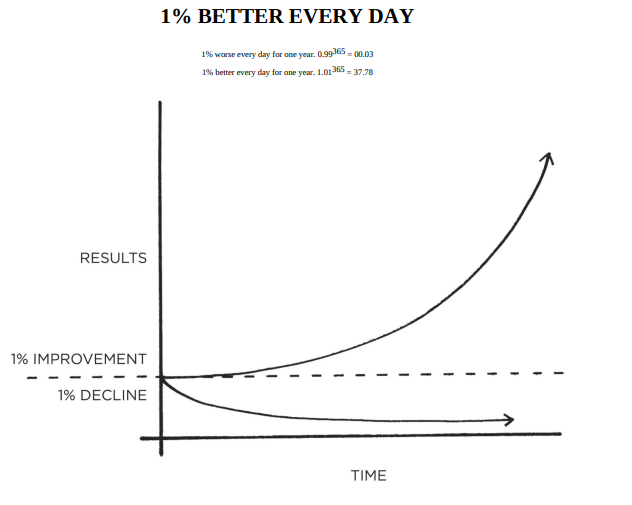 1% BETTER EVERY DAY
1% worse every day for one year. 0.99³⁶⁵ = 00.03
1% better every day for one year. 1.01³⁶⁵ = 37.78
RESULTS
1% IMPROVEMENT
1% DECLINE
TIME